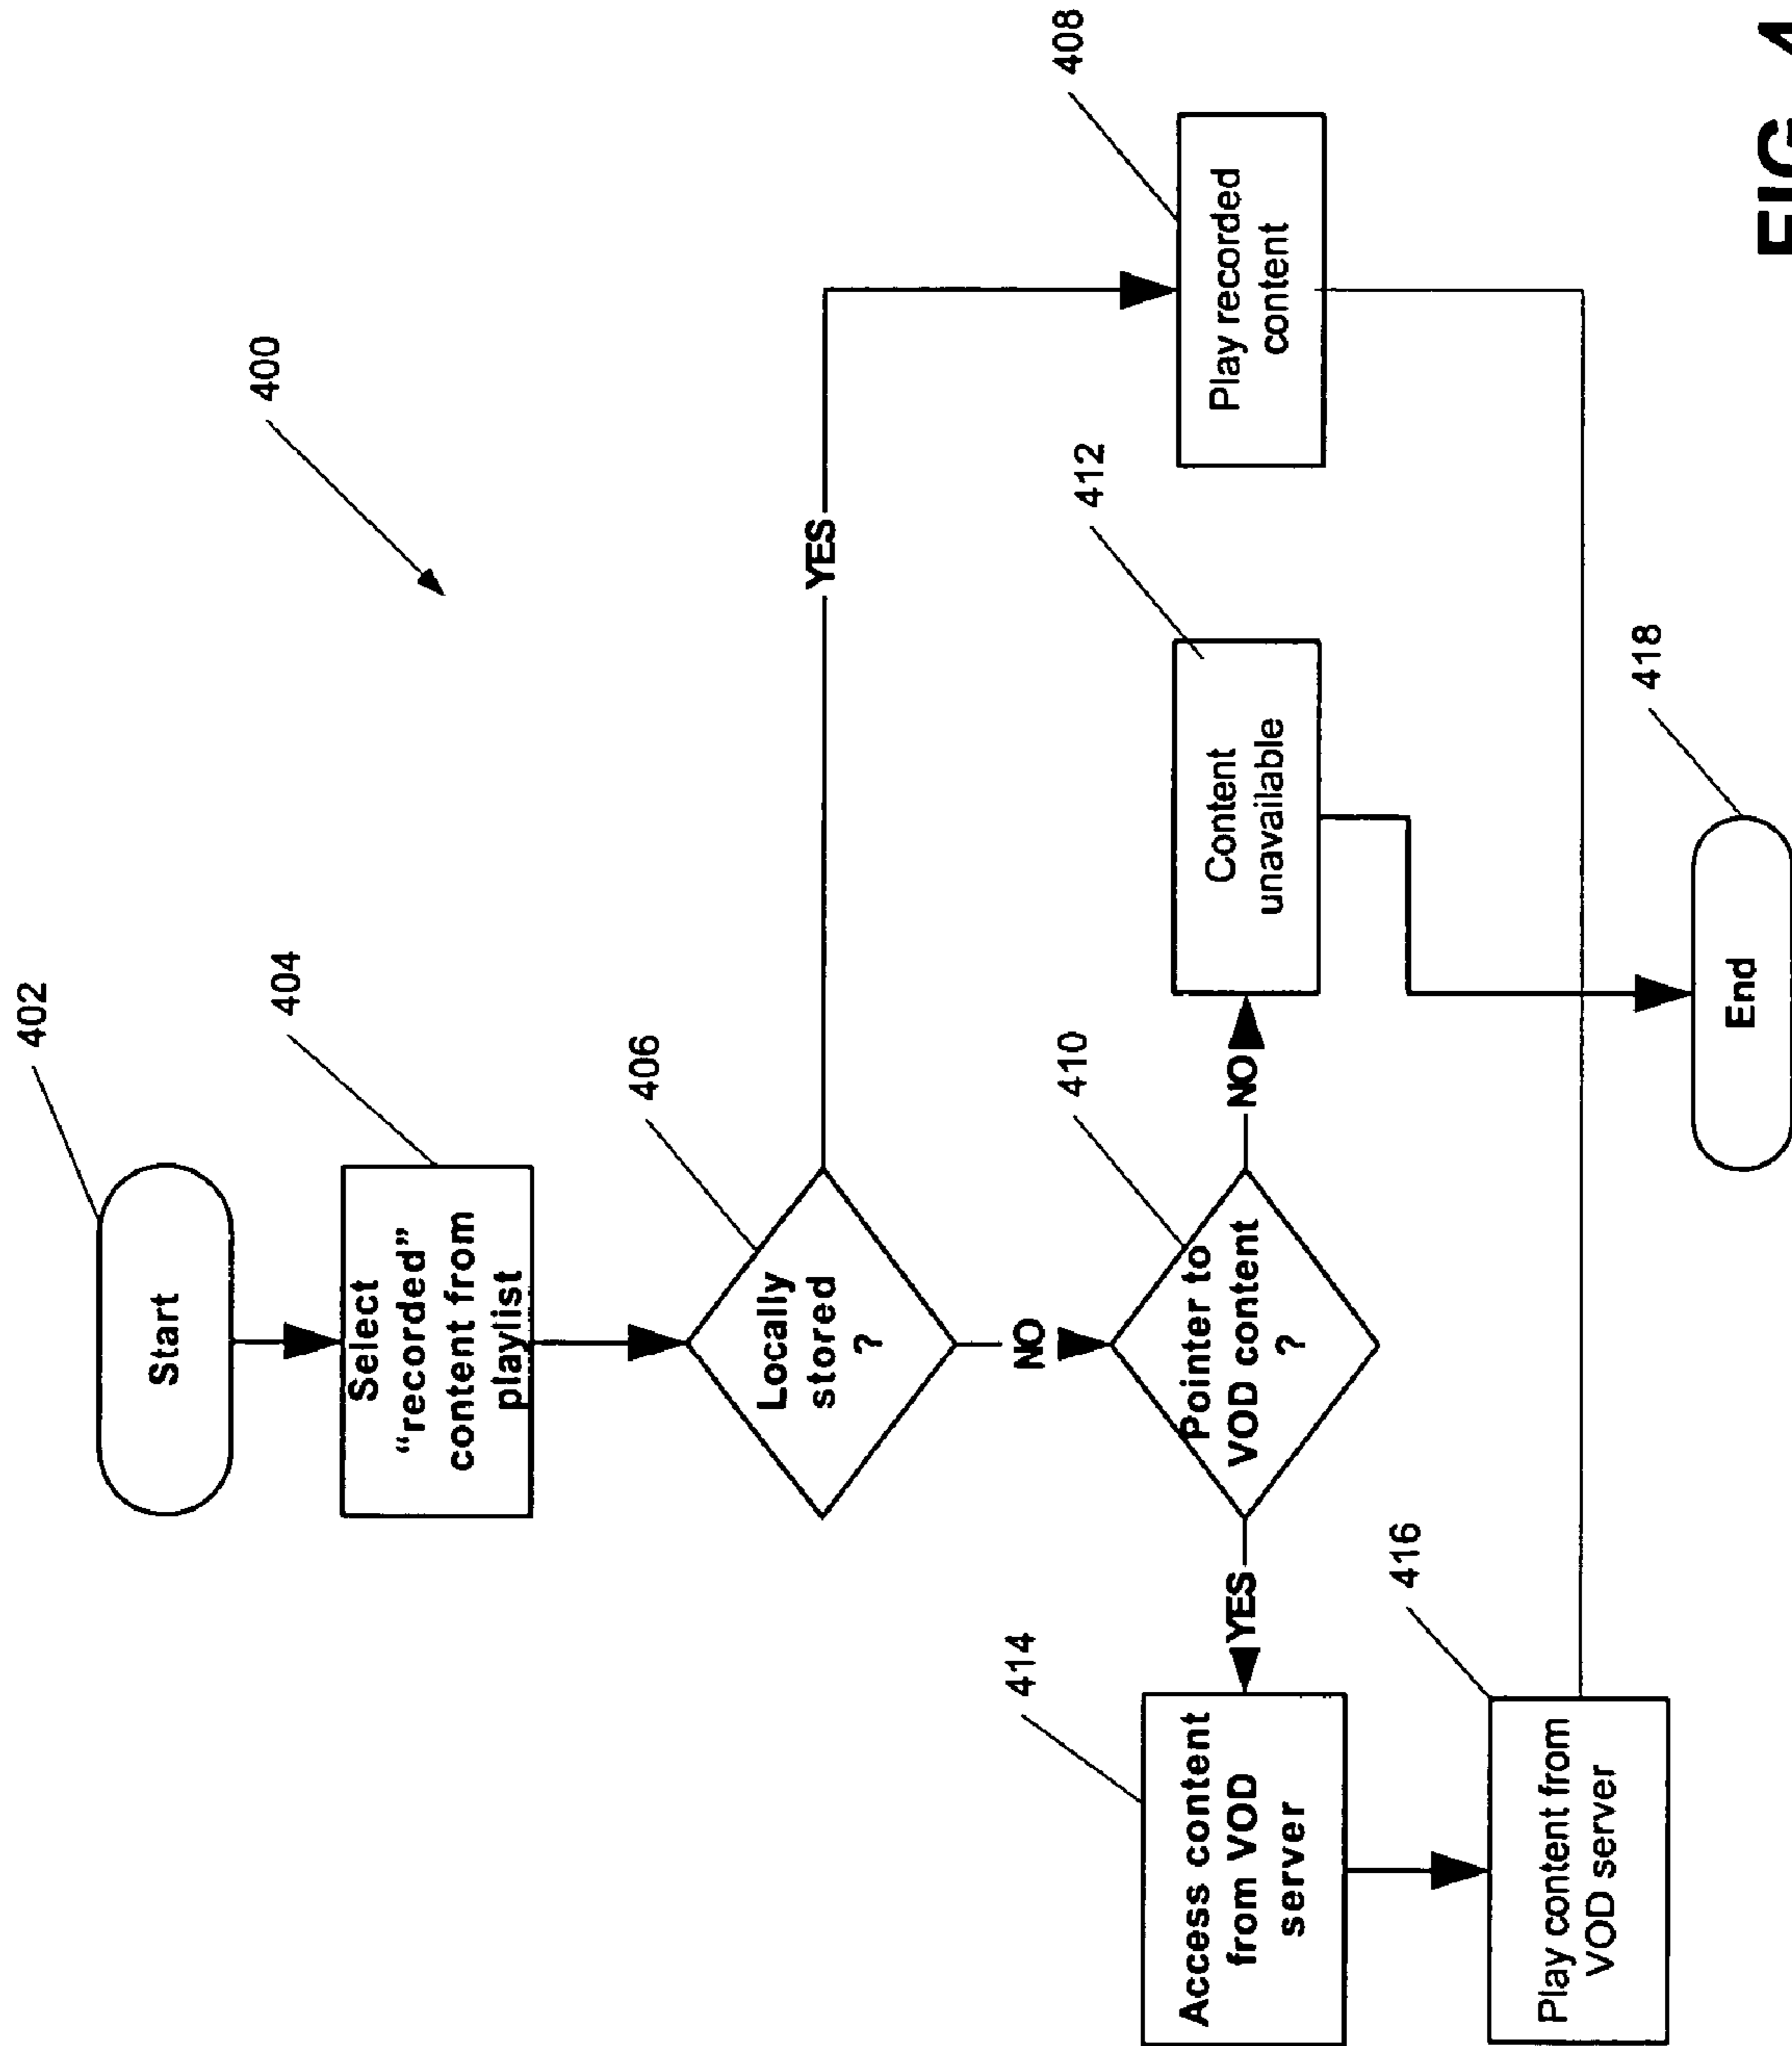 400
402
Start
404
Select
“recorded”
content from
playlist
406
Locally
stored
?
YES
NO
408
Play recorded
content
410
Pointer to
VOD content
?
NO
YES
412
Content
unavailable
414
Access content
from VOD
server
416
Play content from
VOD server
418
End
FIG. 4